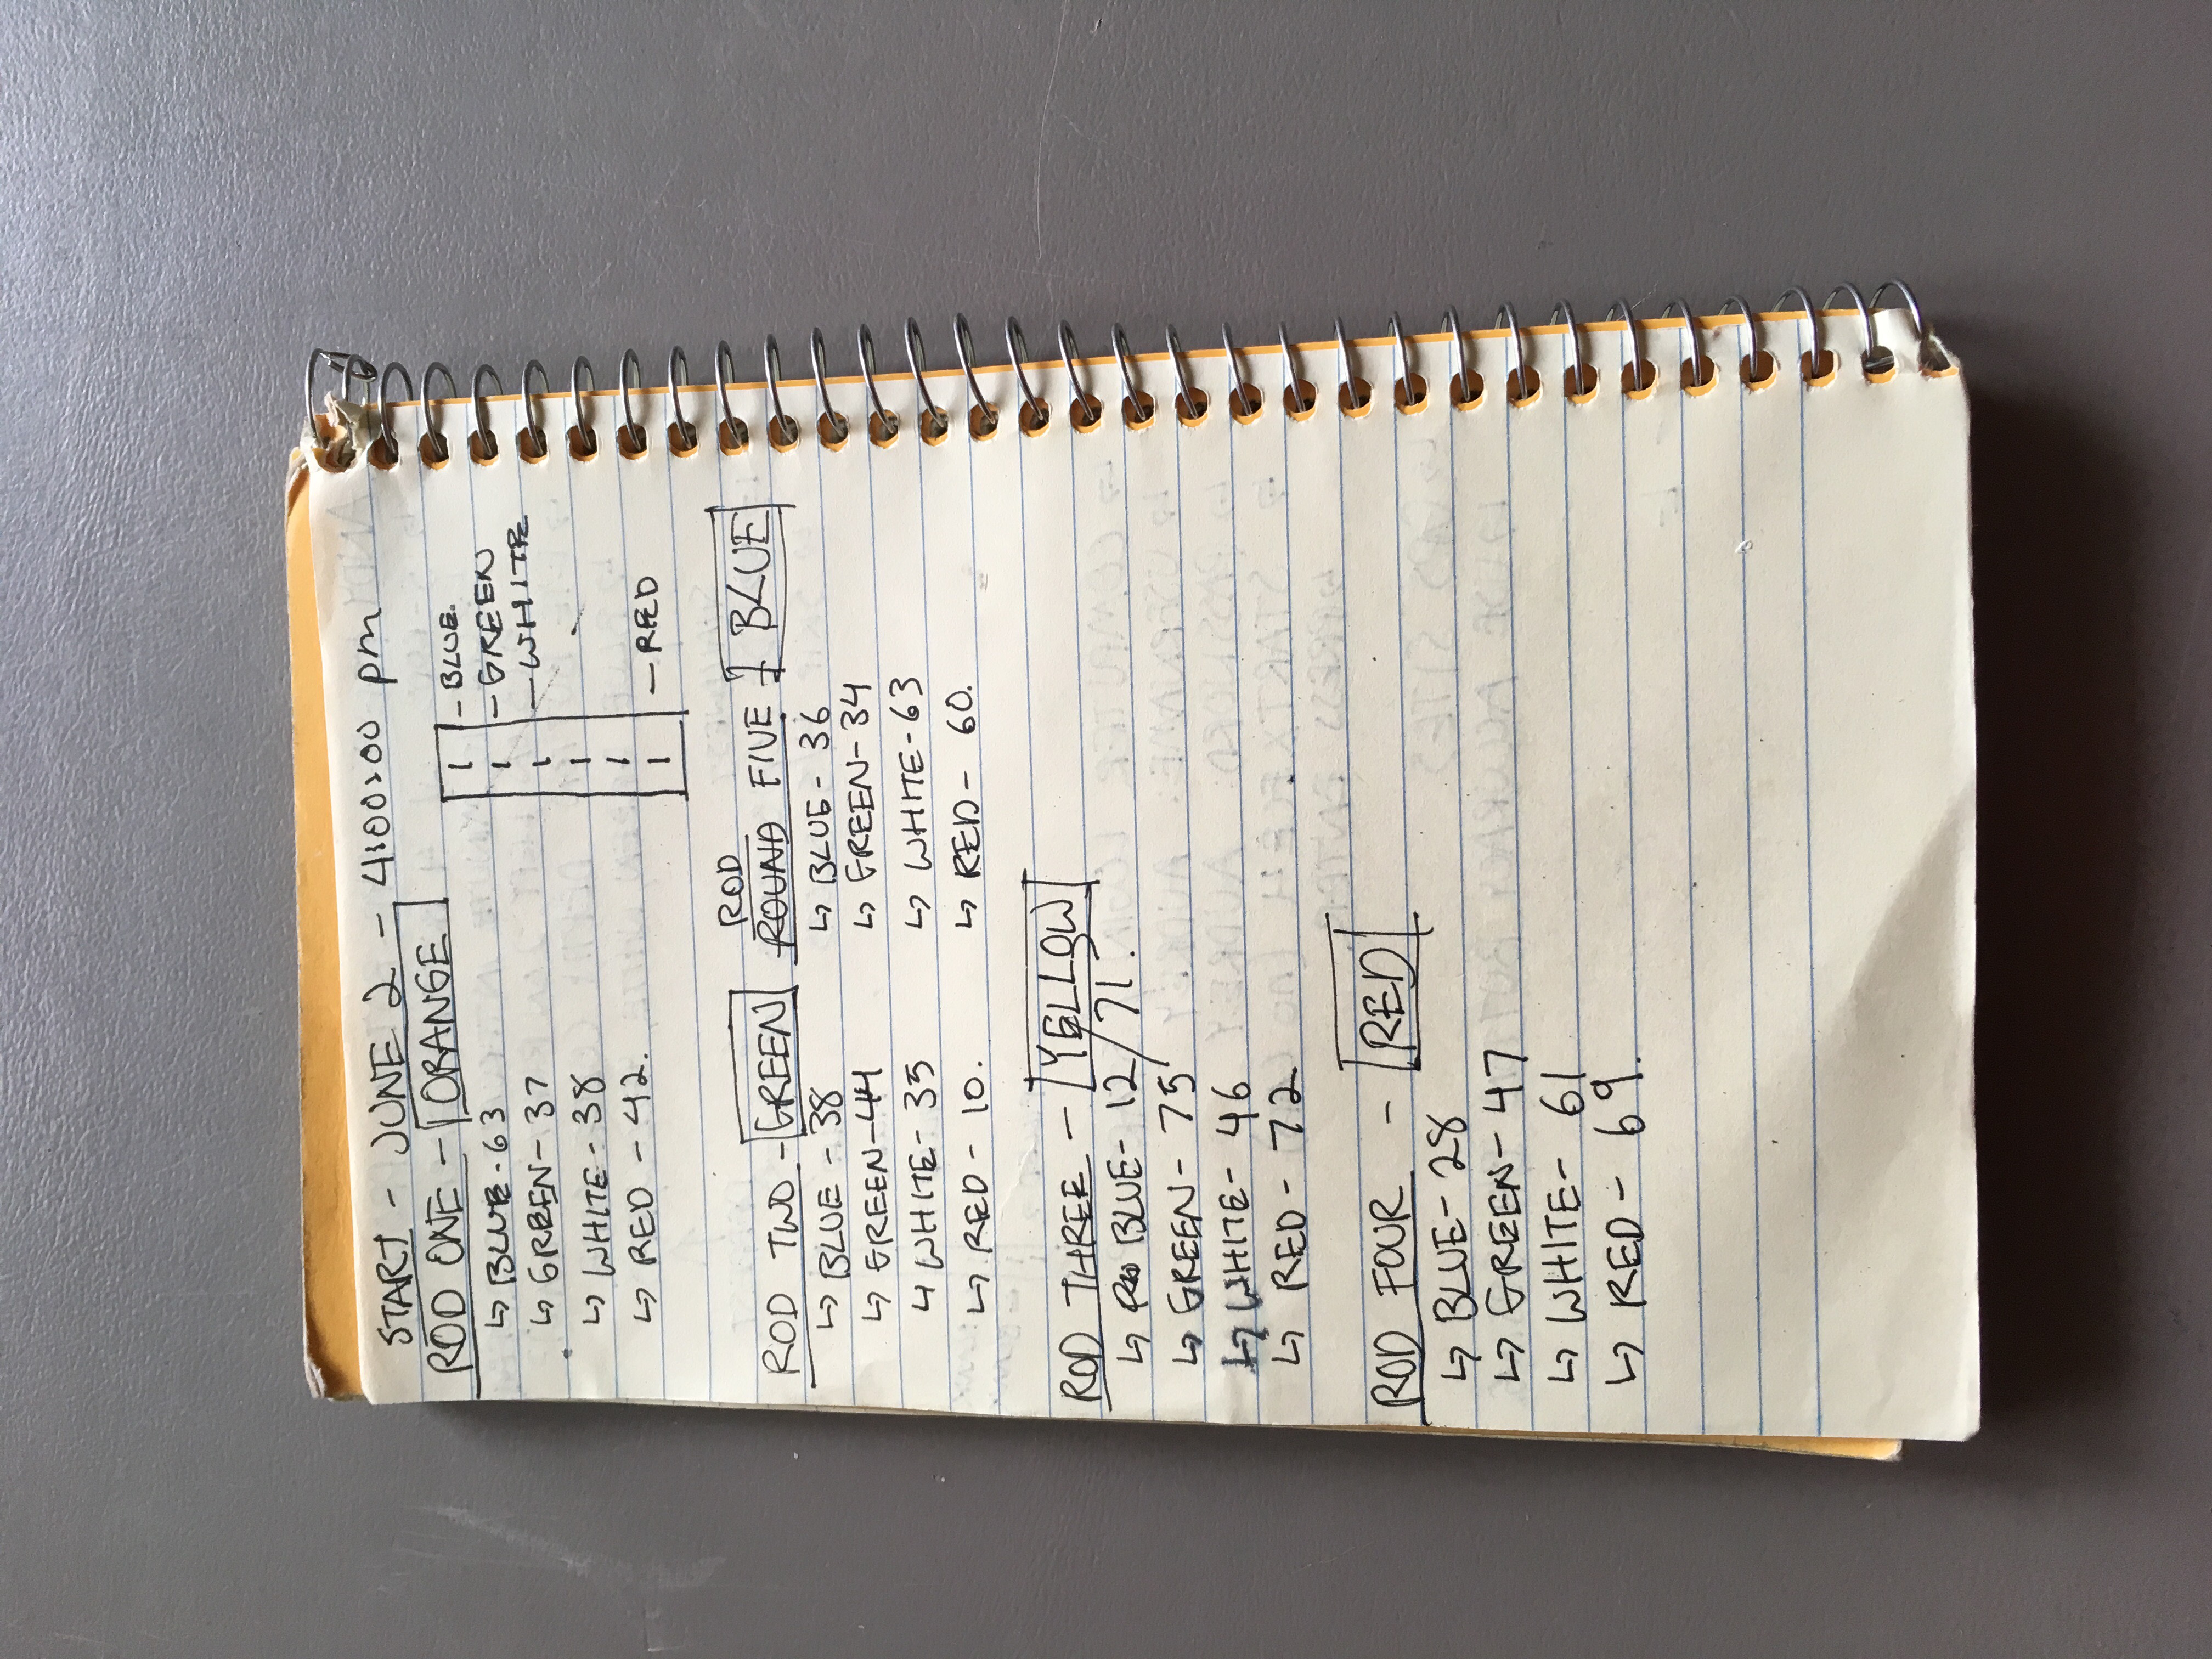 START - JUNE 2 - 4:00:00 pm
ROD ONE - ORANGE
↳ BLUE - 63
↳ GREEN - 37
↳ WHITE - 38
↳ RED - 42.
- BLUE.
- GREEN
- WHITE
- RED
ROD TWO - GREEN
↳ BLUE - 38
↳ GREEN - 44
↳ WHITE - 35
↳ RED - 10.
ROD
ROUND FIVE - BLUE
↳ BLUE - 36
↳ GREEN - 34
↳ WHITE - 63
↳ RED - 60.
ROD THREE - YELLOW
↳ BLUE - 12 / 71.
↳ GREEN - 75
↳ WHITE - 46
↳ RED - 72
ROD FOUR - RED
↳ BLUE - 28
↳ GREEN - 47
↳ WHITE - 61
↳ RED - 69.